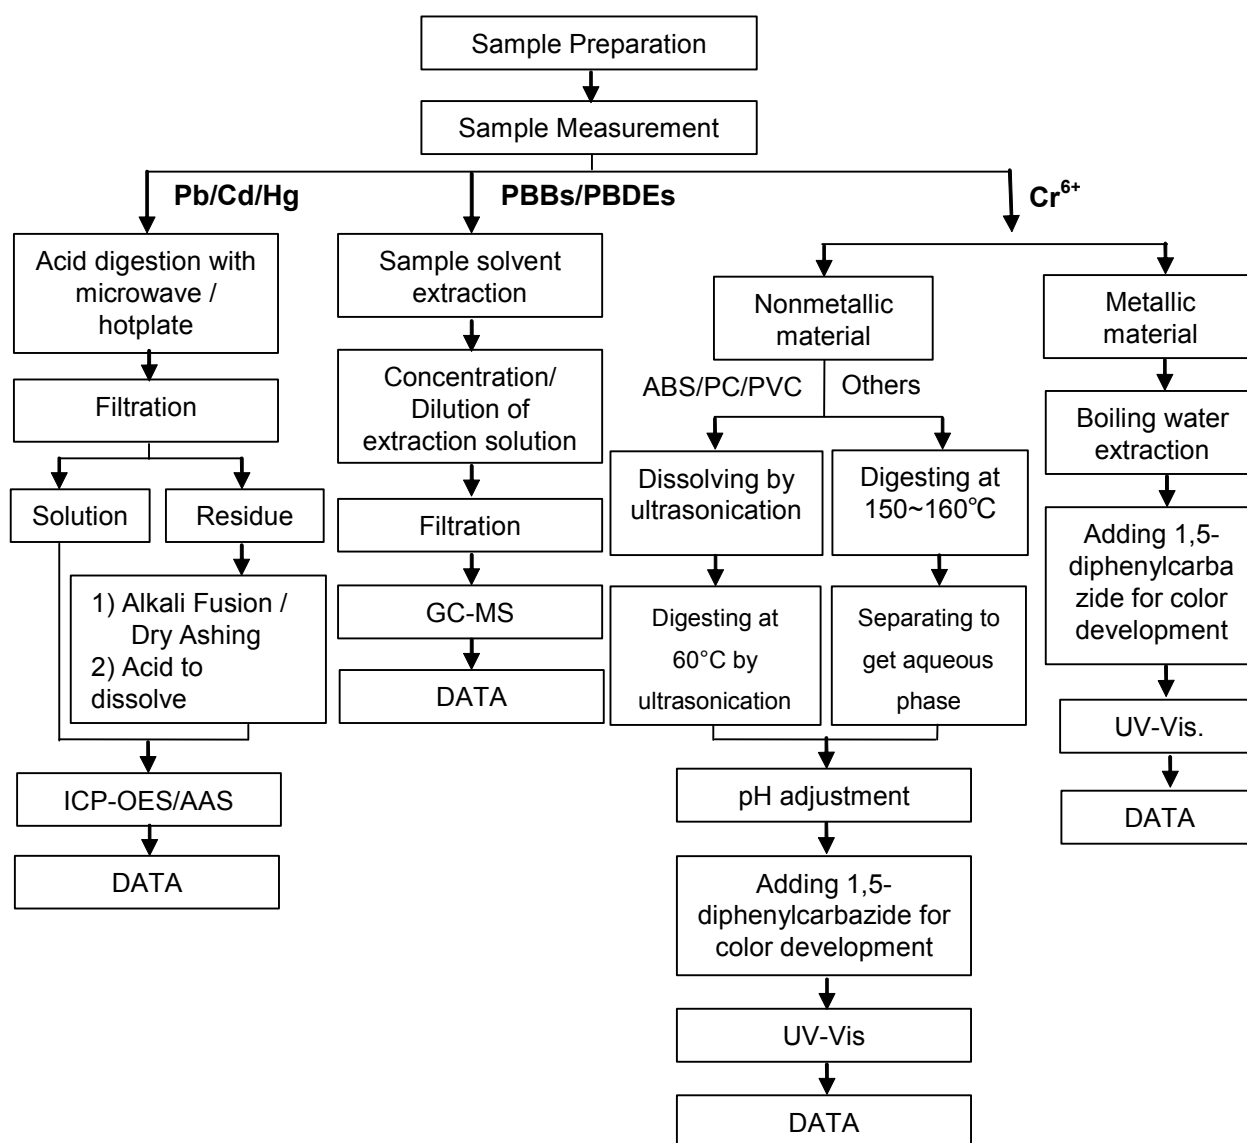 Sample Preparation
Sample Measurement
Pb/Cd/Hg
PBBs/PBDEs
Cr6+
Acid digestion with
microwave /
hotplate
Filtration
Solution
Residue
1) Alkali Fusion /
Dry Ashing
2) Acid to
dissolve
ICP-OES/AAS
DATA
Sample solvent
extraction
Concentration/
Dilution of
extraction solution
Filtration
GC-MS
DATA
Nonmetallic
material
ABS/PC/PVC
Others
Dissolving by
ultrasonication
Digesting at
60°C by
ultrasonication
Digesting at
150~160℃
Separating to
get aqueous
phase
pH adjustment
Adding 1,5-
diphenylcarbazide for
color development
UV-Vis
DATA
Metallic
material
Boiling water
extraction
Adding 1,5-
diphenylcarba
zide for color
development
UV-Vis.
DATA